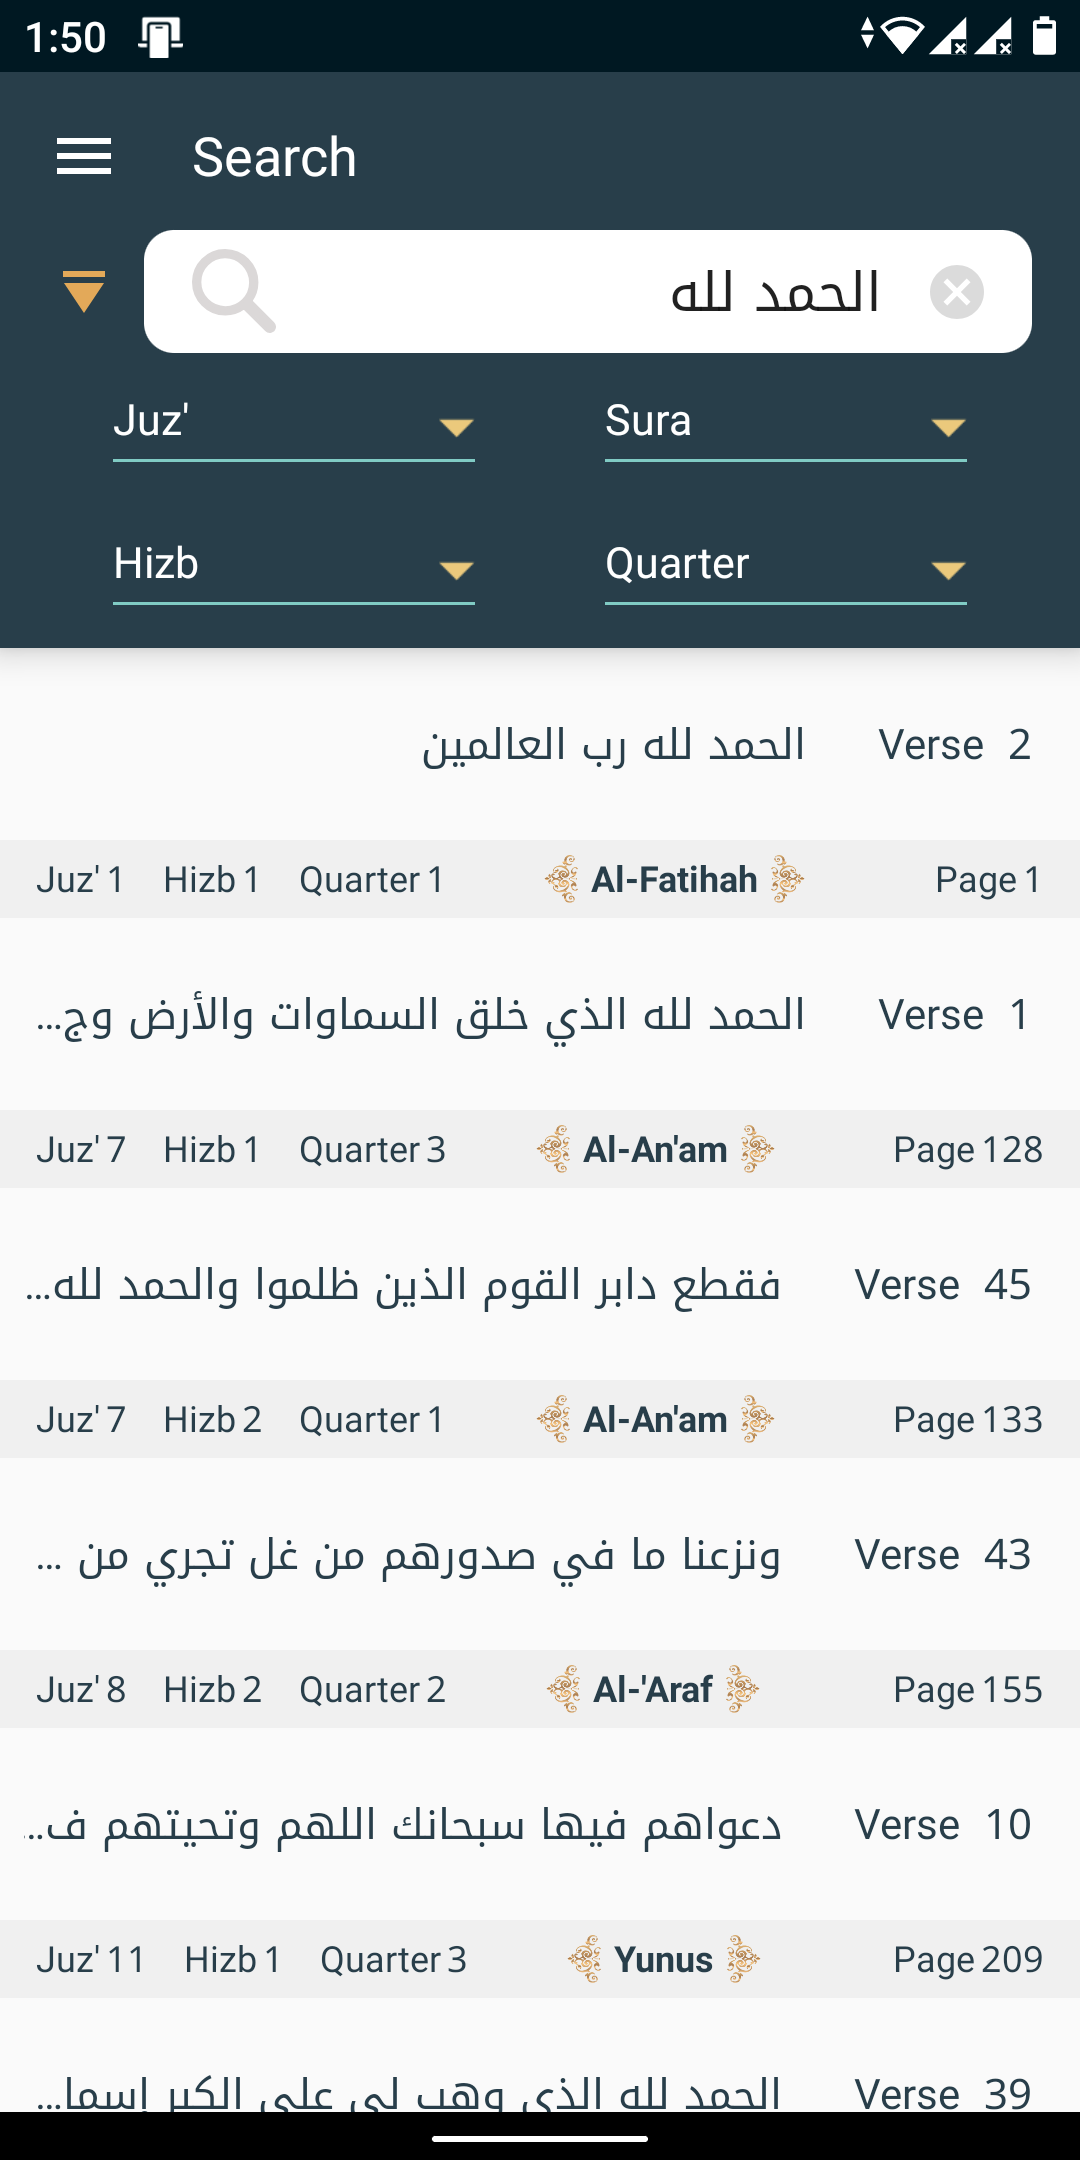 1:50
Search
الحمد لله
Juz' Sura
Hizb Quarter
الحمد لله رب العالمين Verse 2
Juz' 1 Hizb 1 Quarter 1 Al-Fatihah Page 1
الحمد لله الذي خلق السماوات والأرض وج... Verse 1
Juz' 7 Hizb 1 Quarter 3 Al-An'am Page 128
فقطع دابر القوم الذين ظلموا والحمد لله... Verse 45
Juz' 7 Hizb 2 Quarter 1 Al-An'am Page 133
ونزعنا ما في صدورهم من غل تجري من ... Verse 43
Juz' 8 Hizb 2 Quarter 2 Al-'Araf Page 155
دعواهم فيها سبحانك اللهم وتحيتهم ف... Verse 10
Juz' 11 Hizb 1 Quarter 3 Yunus Page 209
الحمد لله الذي وهب لي على الكبر إسما... Verse 39